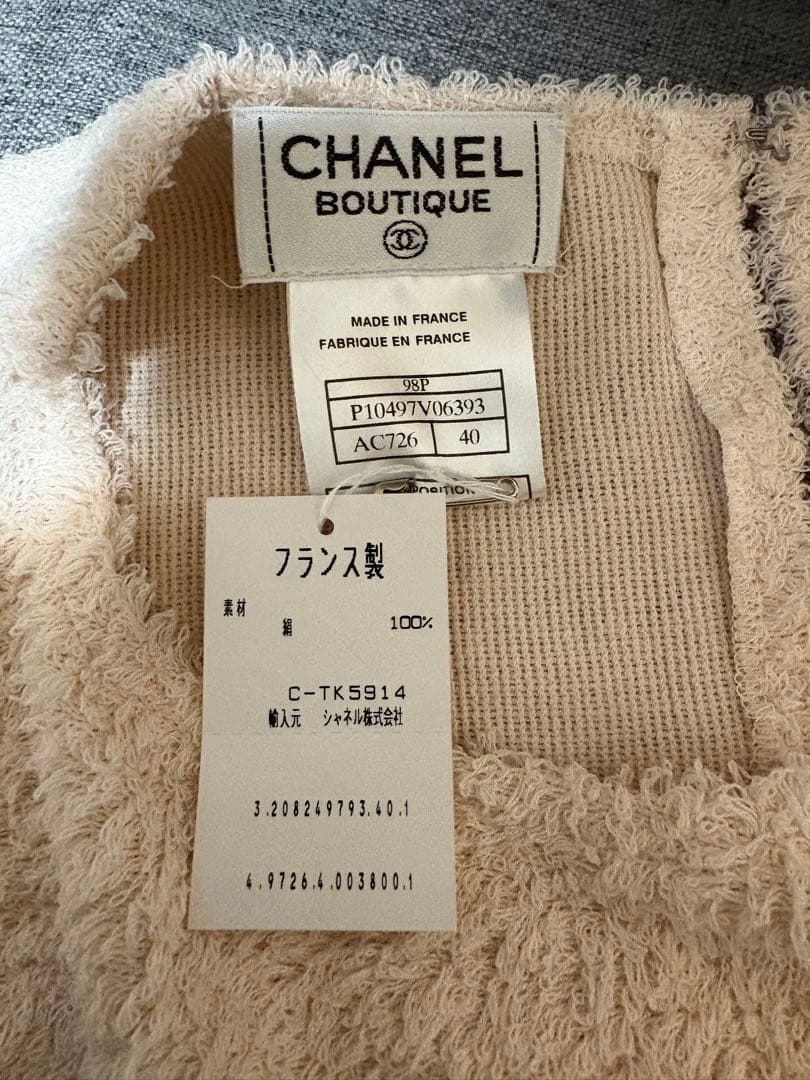 CHANEL
BOUTIQUE
MADE IN FRANCE
FABRIQUE EN FRANCE
98P
P10497V06393
AC726 40
フランス製
素材
絹 100%
C-TK5914
輸入元 シャネル株式会社
3.208249793.40.1
4.9726.4.003800.1